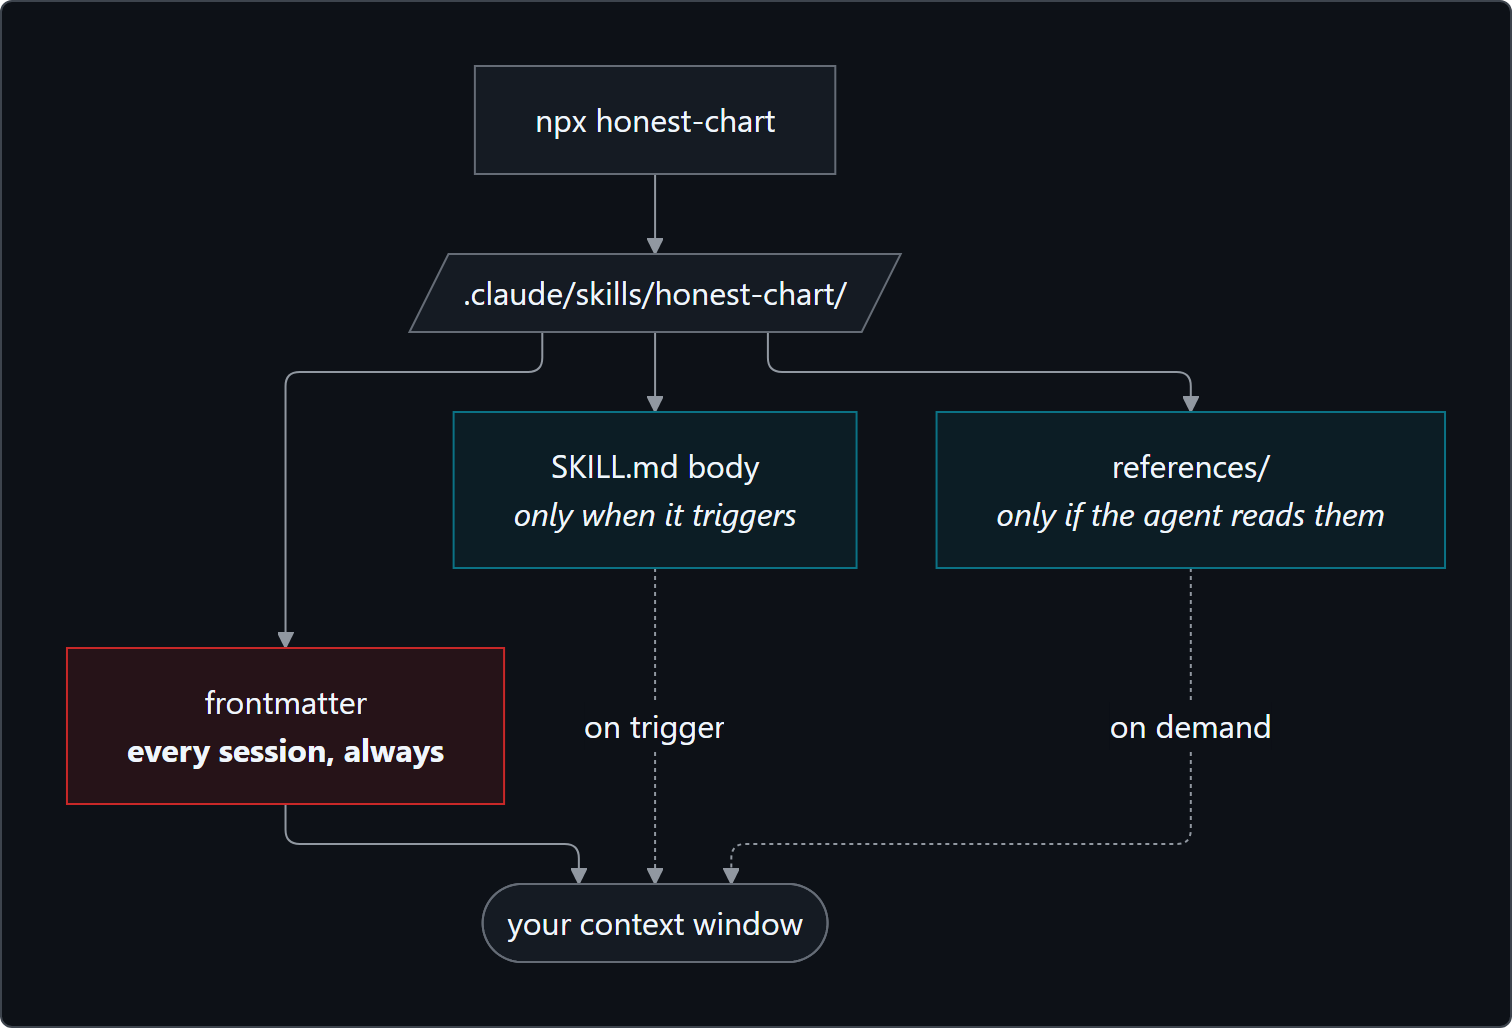 npx honest-chart
.claude/skills/honest-chart/
SKILL.md body
only when it triggers
references/
only if the agent reads them
frontmatter
every session, always
on trigger
on demand
your context window